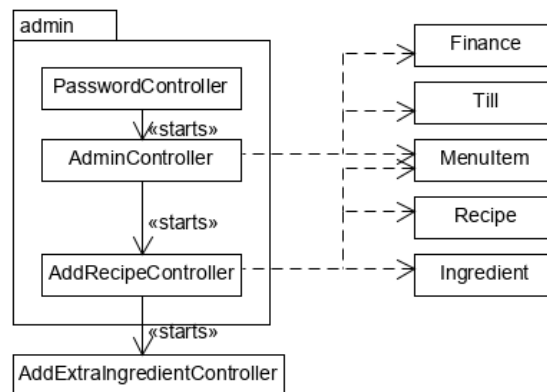 admin
PasswordController
«starts»
AdminController
«starts»
AddRecipeController
«starts»
AddExtraIngredientController
Finance
Till
MenuItem
Recipe
Ingredient